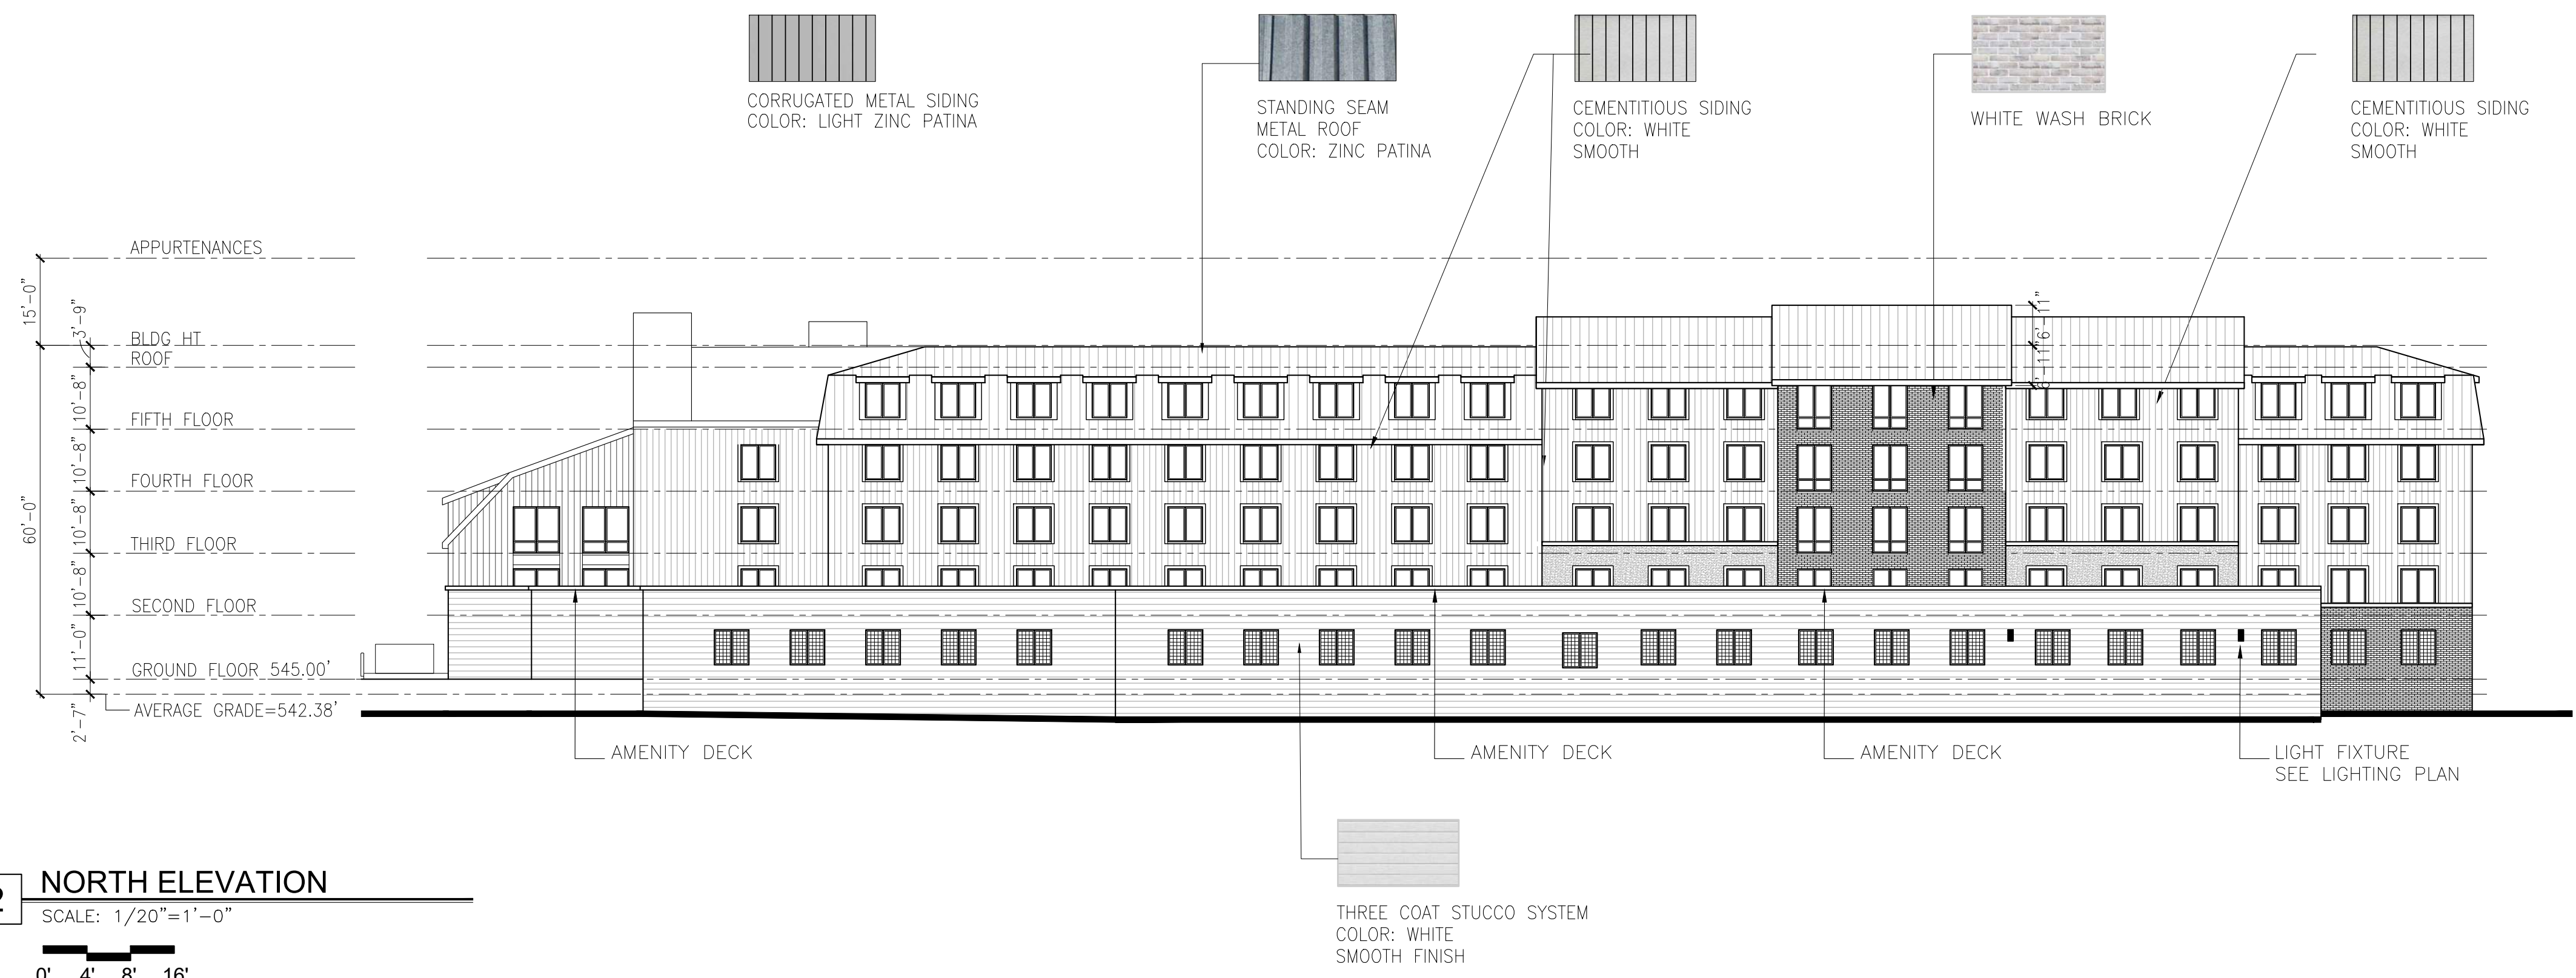 CORRUGATED METAL SIDING
COLOR: LIGHT ZINC PATINA
STANDING SEAM
METAL ROOF
COLOR: ZINC PATINA
CEMENTITIOUS SIDING
COLOR: WHITE
SMOOTH
WHITE WASH BRICK
CEMENTITIOUS SIDING
COLOR: WHITE
SMOOTH
APPURTENANCES
15'-0"
3'-9"
BLDG HT
ROOF
10'-8"
FIFTH FLOOR
10'-8"
FOURTH FLOOR
10'-8"
THIRD FLOOR
10'-8"
SECOND FLOOR
11'-0"
GROUND FLOOR 545.00'
60'-0"
AVERAGE GRADE=542.38'
2'-7"
6'-11"
6'-11"
AMENITY DECK
AMENITY DECK
AMENITY DECK
LIGHT FIXTURE
SEE LIGHTING PLAN
THREE COAT STUCCO SYSTEM
COLOR: WHITE
SMOOTH FINISH
NORTH ELEVATION
SCALE: 1/20"=1'-0"
0' 4' 8' 16'